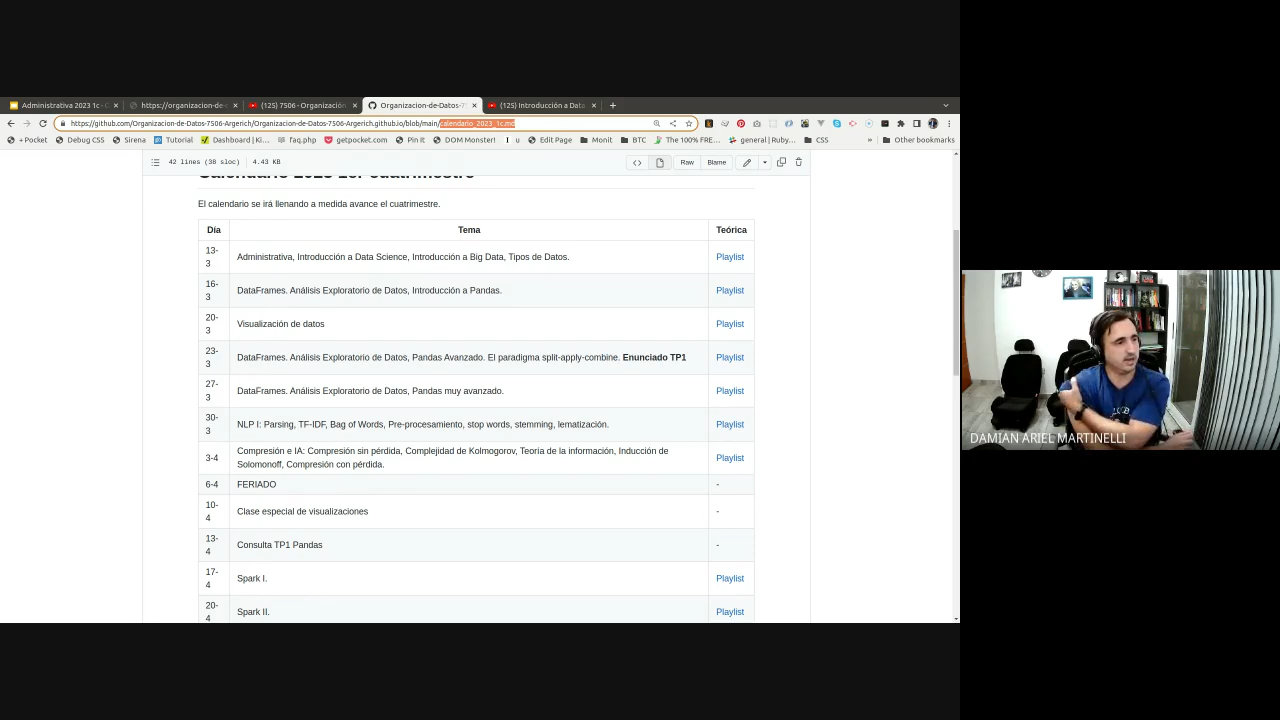 Administrativa 2023 1c - G
https://organizacion-de-d
(125) 7506 - Organización
Organizacion-de-Datos-75
(125) Introducción a Data
https://github.com/Organizacion-de-Datos-7506-Argerich/Organizacion-de-Datos-7506-Argerich.github.io/blob/main/calendario_2023_1c.md
+ Pocket
Debug CSS
Sirena
Tutorial
Dashboard | Ki…
faq.php
getpocket.com
Pin It
DOM Monster!
u
Edit Page
Monit
BTC
The 100% FRE…
general | Ruby…
CSS
»
Other bookmarks
42 lines (38 sloc)
4.43 KB
Raw
Blame
Calendario 2023 1er cuatrimestre
El calendario se irá llenando a medida avance el cuatrimestre.
Día Tema Teórica
13-3 Administrativa, Introducción a Data Science, Introducción a Big Data, Tipos de Datos. Playlist
16-3 DataFrames. Análisis Exploratorio de Datos, Introducción a Pandas. Playlist
20-3 Visualización de datos Playlist
23-3 DataFrames. Análisis Exploratorio de Datos, Pandas Avanzado. El paradigma split-apply-combine. Enunciado TP1 Playlist
27-3 DataFrames. Análisis Exploratorio de Datos, Pandas muy avanzado. Playlist
30-3 NLP I: Parsing, TF-IDF, Bag of Words, Pre-procesamiento, stop words, stemming, lematización. Playlist
3-4 Compresión e IA: Compresión sin pérdida, Complejidad de Kolmogorov, Teoría de la información, Inducción de
Solomonoff, Compresión con pérdida. Playlist
6-4 FERIADO -
10-4 Clase especial de visualizaciones -
13-4 Consulta TP1 Pandas -
17-4 Spark I. Playlist
20-4 Spark II. Playlist
DAMIAN ARIEL MARTINELLI